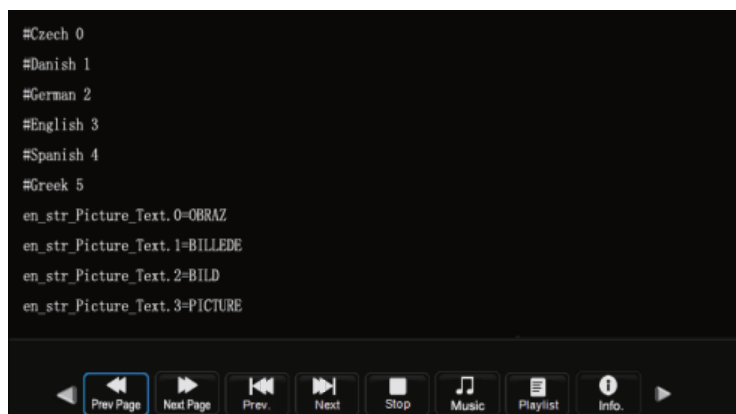 #Czech 0
#Danish 1
#German 2
#English 3
#Spanish 4
#Greek 5
en_str_Picture_Text.0=OBRAZ
en_str_Picture_Text.1=BILLEDE
en_str_Picture_Text.2=BILD
en_str_Picture_Text.3=PICTURE
Prev Page Next Page Prev. Next Stop Music Playlist Info.